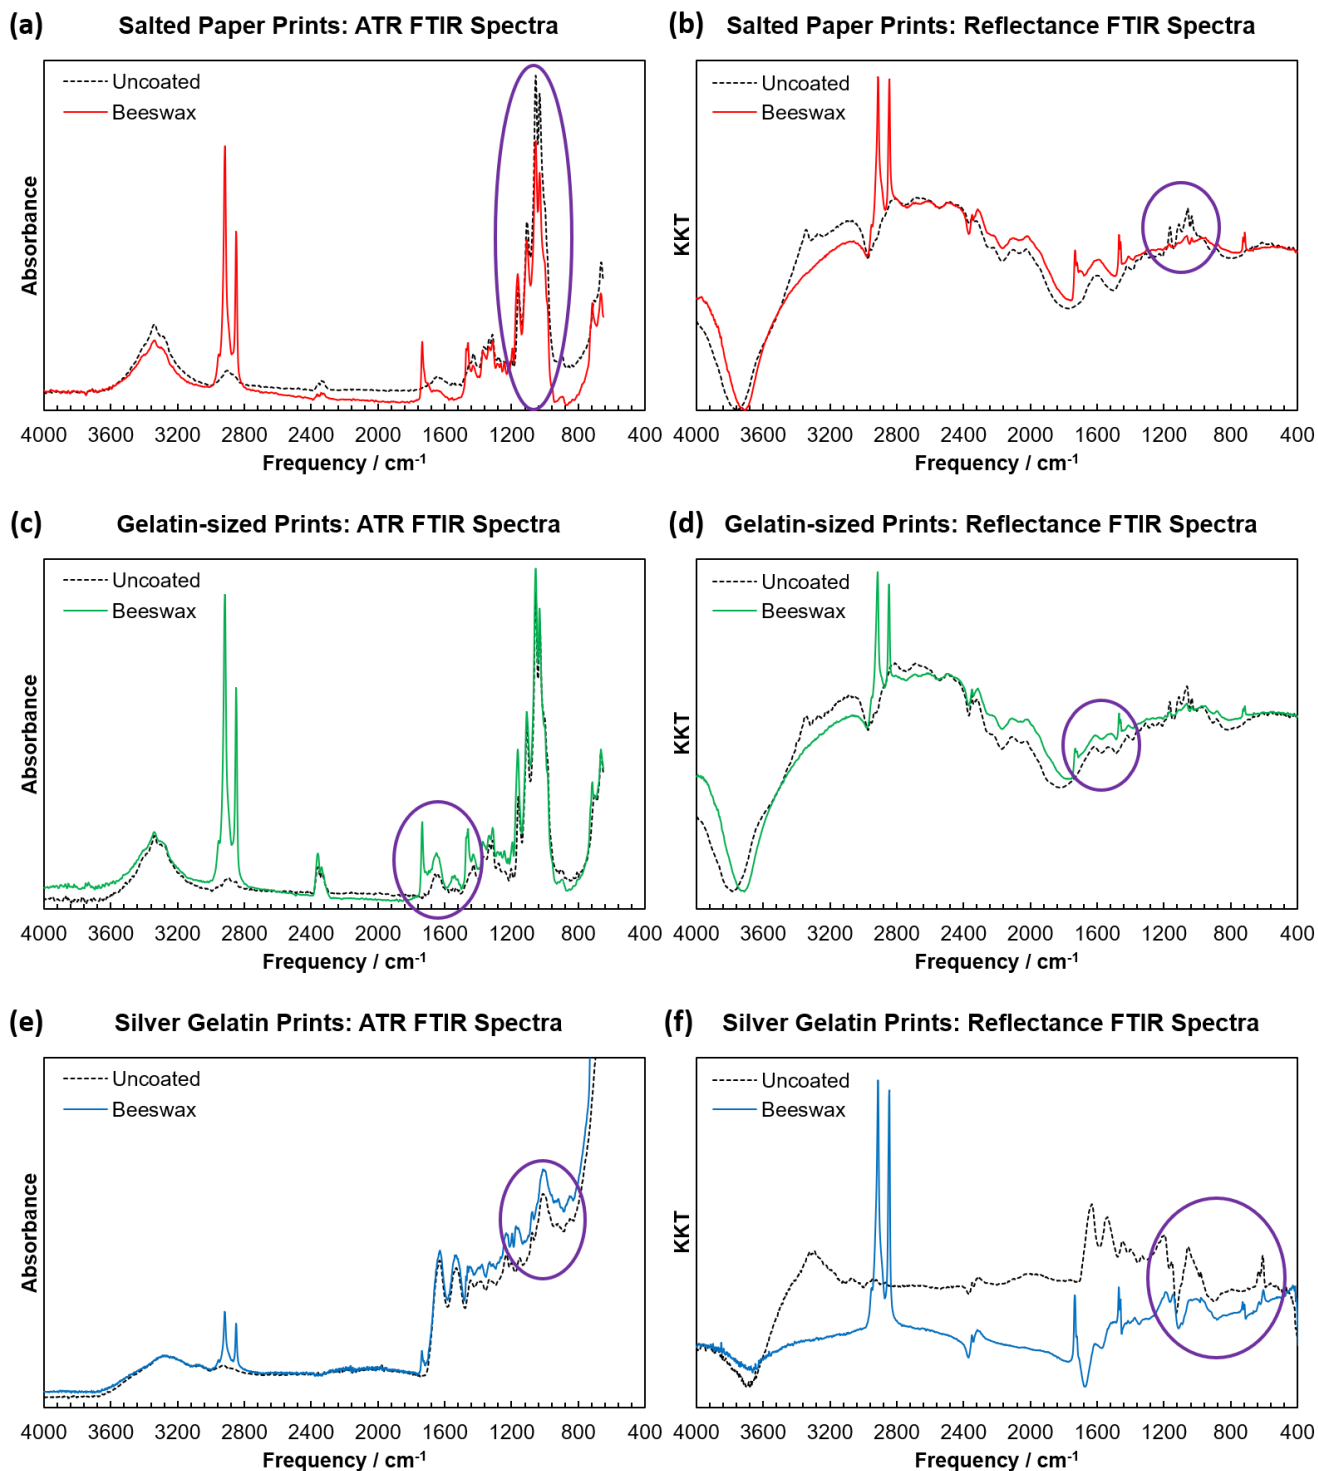 (a) Salted Paper Prints: ATR FTIR Spectra
Uncoated
Beeswax
Absorbance
4000 3600 3200 2800 2400 2000 1600 1200 800 400
Frequency / cm⁻¹
(b) Salted Paper Prints: Reflectance FTIR Spectra
Uncoated
Beeswax
KKT
4000 3600 3200 2800 2400 2000 1600 1200 800 400
Frequency / cm⁻¹
(c) Gelatin-sized Prints: ATR FTIR Spectra
Uncoated
Beeswax
Absorbance
4000 3600 3200 2800 2400 2000 1600 1200 800 400
Frequency / cm⁻¹
(d) Gelatin-sized Prints: Reflectance FTIR Spectra
Uncoated
Beeswax
KKT
4000 3600 3200 2800 2400 2000 1600 1200 800 400
Frequency / cm⁻¹
(e) Silver Gelatin Prints: ATR FTIR Spectra
Uncoated
Beeswax
Absorbance
4000 3600 3200 2800 2400 2000 1600 1200 800 400
Frequency / cm⁻¹
(f) Silver Gelatin Prints: Reflectance FTIR Spectra
Uncoated
Beeswax
KKT
4000 3600 3200 2800 2400 2000 1600 1200 800 400
Frequency / cm⁻¹